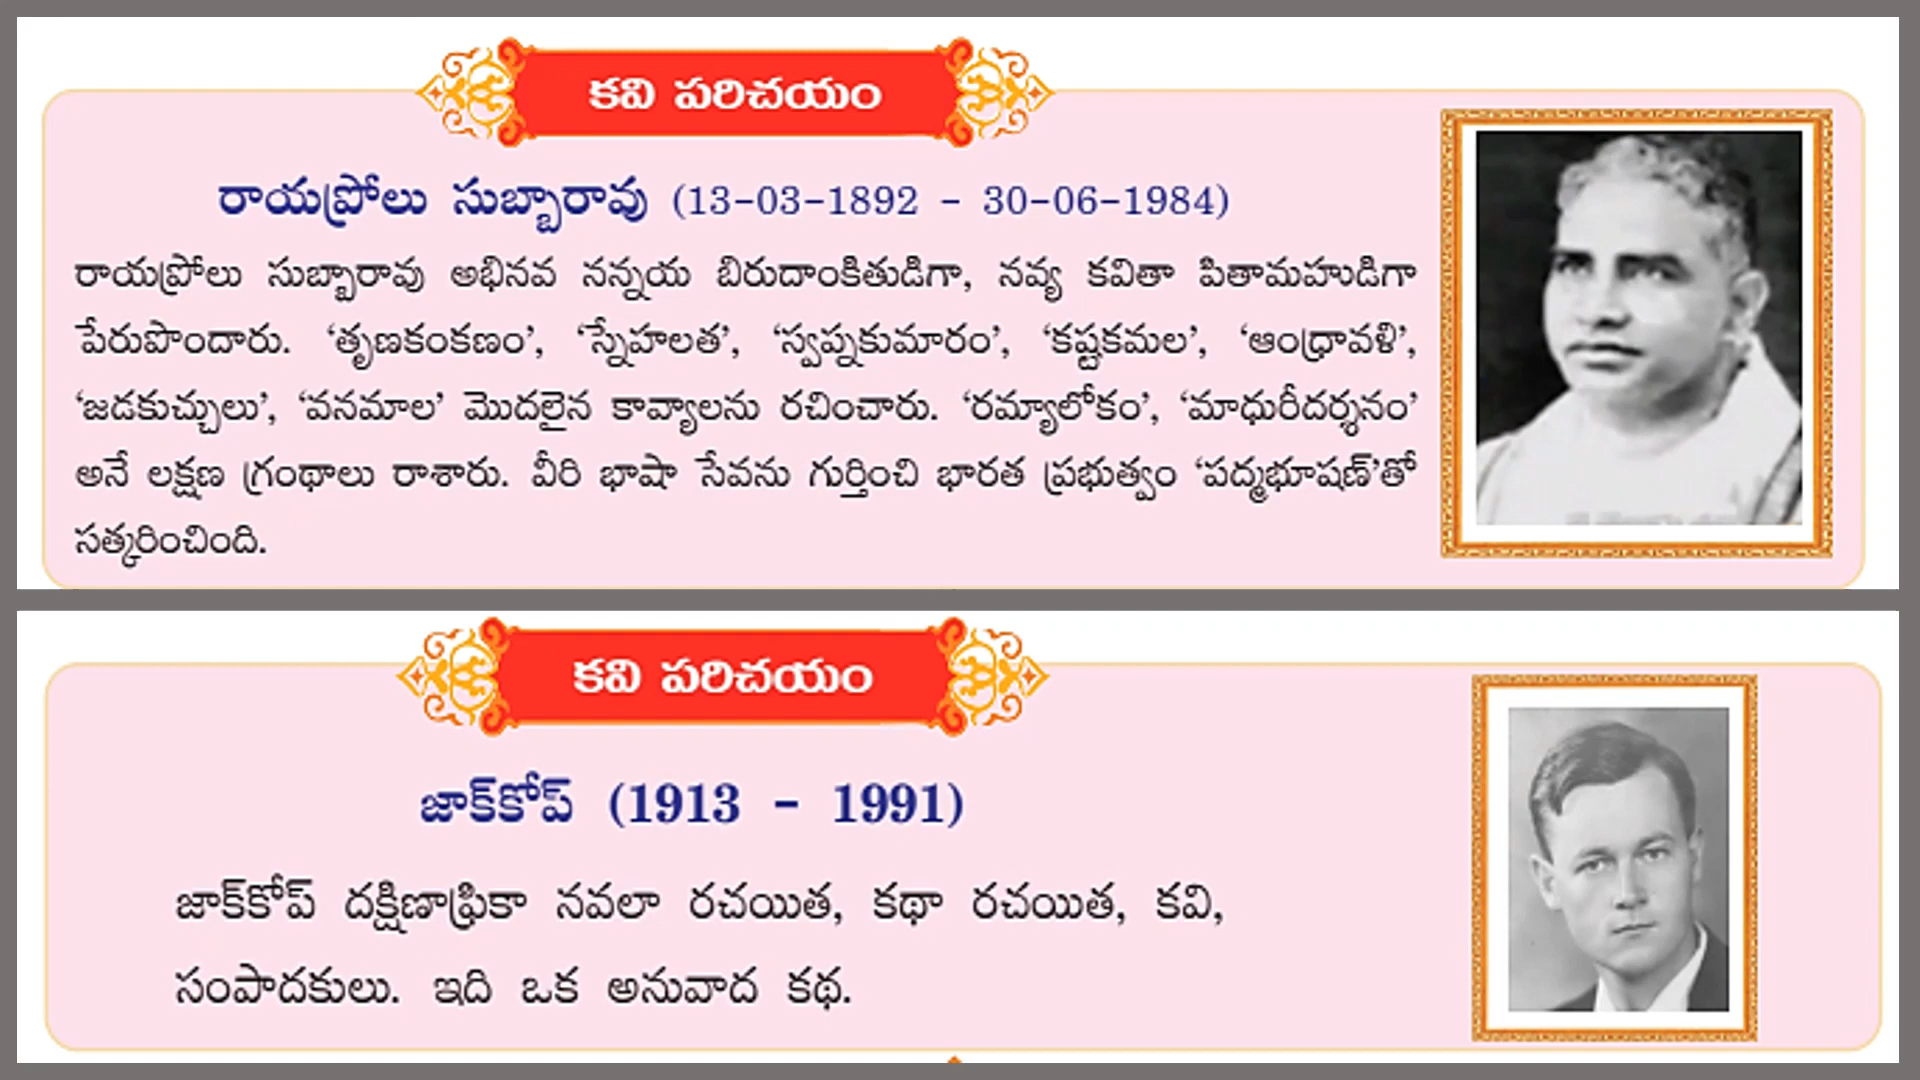 కవి పరిచయం
రాయప్రోలు సుబ్బారావు (13-03-1892 - 30-06-1984)
రాయప్రోలు సుబ్బారావు అభినవ నన్నయ బిరుదాంకితుడిగా, నవ్య కవితా పితామహుడిగా
పేరుపొందారు. ‘తృణకంకణం’, ‘స్నేహలత’, ‘స్వప్నకుమారం’, ‘కష్టకమల’, ‘ఆంధ్రావళి’,
‘జడకుచ్చులు’, ‘వనమాల’ మొదలైన కావ్యాలను రచించారు. ‘రమ్యాలోకం’, ‘మాధురీదర్శనం’
అనే లక్షణ గ్రంథాలు రాశారు. వీరి భాషా సేవను గుర్తించి భారత ప్రభుత్వం ‘పద్మభూషణ్’తో
సత్కరించింది.
కవి పరిచయం
జాక్‌కోప్ (1913 - 1991)
జాక్‌కోప్ దక్షిణాఫ్రికా నవలా రచయిత, కథా రచయిత, కవి,
సంపాదకులు. ఇది ఒక అనువాద కథ.